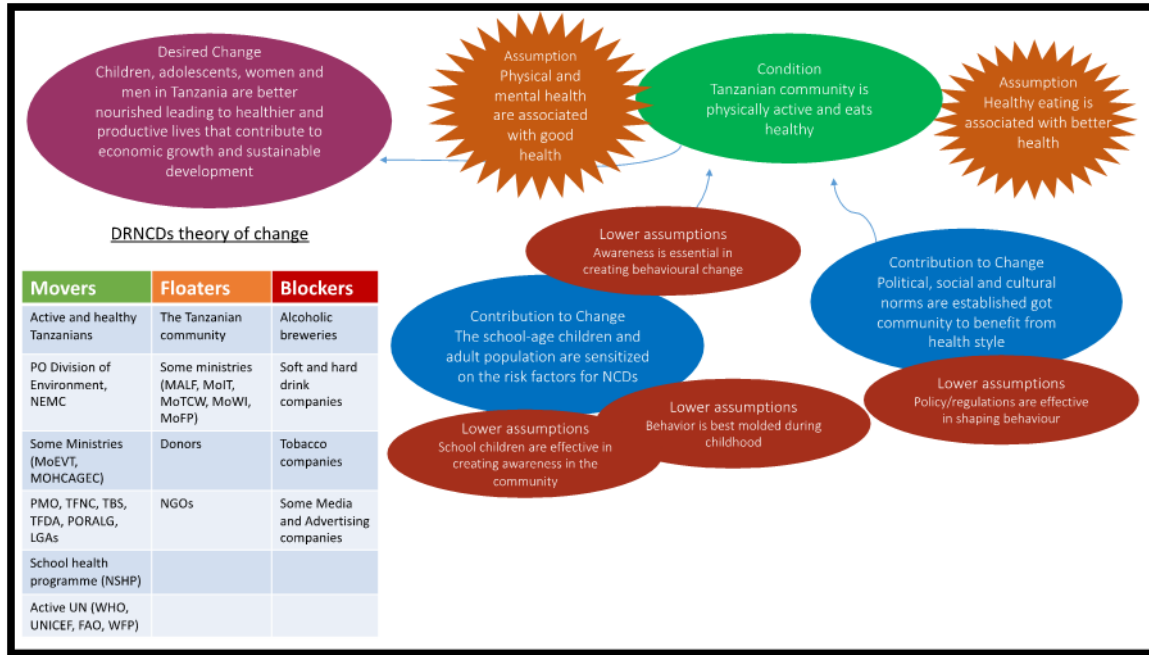 Desired Change
Children, adolescents, women and
men in Tanzania are better
nourished leading to healthier and
productive lives that contribute to
economic growth and sustainable
development
Assumption
Physical and
mental health
are associated
with good
health
Condition
Tanzanian community is
physically active and eats
healthy
Assumption
Healthy eating is
associated with better
health
DRNCDs theory of change
Lower assumptions
Awareness is essential in
creating behavioural change
Contribution to Change
Political, social and cultural
norms are established got
community to benefit from
health style
Contribution to Change
The school-age children and
adult population are sensitized
on the risk factors for NCDs
Lower assumptions
Policy/regulations are effective
in shaping behaviour
Lower assumptions
Behavior is best molded during
childhood
Lower assumptions
School children are effective in
creating awareness in the
community
Movers
Floaters
Blockers
Active and healthy
Tanzanians
The Tanzanian
community
Alcoholic
breweries
PO Division of
Environment,
NEMC
Some ministries
(MALF, MoIT,
MoTCW, MoWI,
MoFP)
Soft and hard
drink
companies
Some Ministries
(MoEVT,
MOHCAGEC)
Donors
Tobacco
companies
PMO, TFNC, TBS,
TFDA, PORALG,
LGAs
NGOs
Some Media
and Advertising
companies
School health
programme (NSHP)
Active UN (WHO,
UNICEF, FAO, WFP)